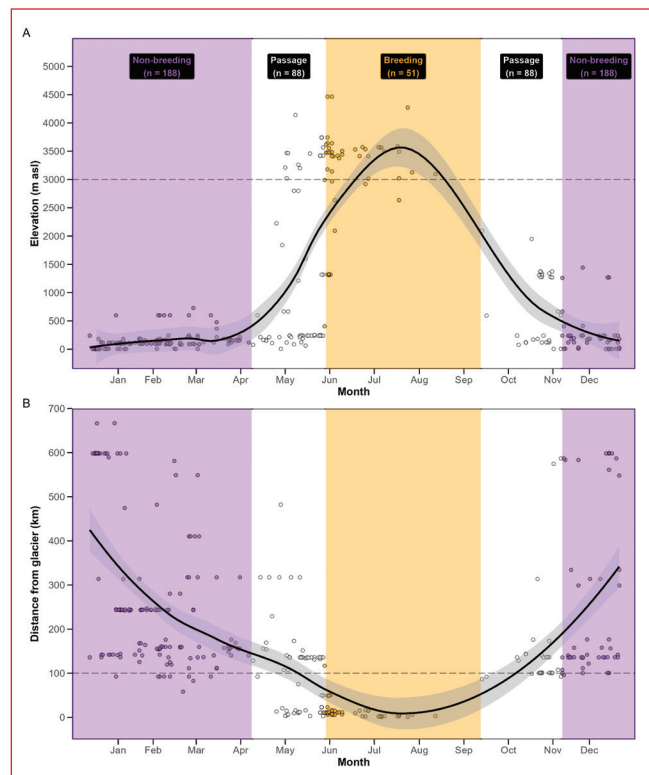 A
Non-breeding
(n = 188)
Passage
(n = 88)
Breeding
(n = 51)
Passage
(n = 88)
Non-breeding
(n = 188)
Elevation (m asl)
5000
4500
4000
3500
3000
2500
2000
1500
1000
500
0
Jan Feb Mar Apr May Jun Jul Aug Sep Oct Nov Dec
Month
B
Distance from glacier (km)
700
600
500
400
300
200
100
0
Jan Feb Mar Apr May Jun Jul Aug Sep Oct Nov Dec
Month